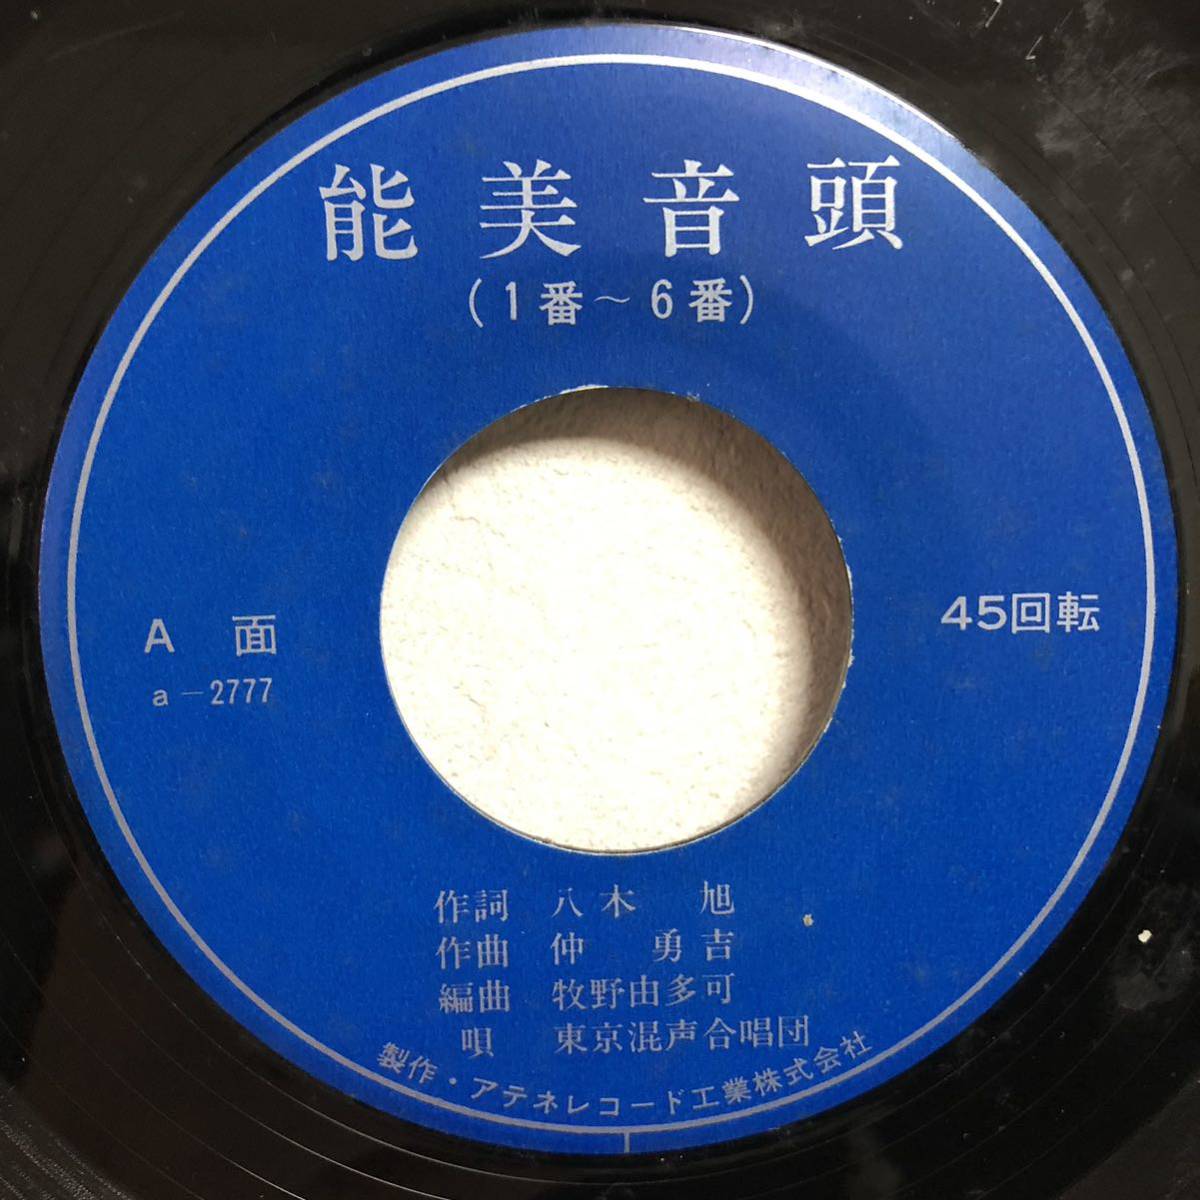 能美音頭
(1番～6番)
A 面
a-2777
45回転
作詞 八木 旭
作曲 仲 勇吉
編曲 牧野由多可
唄 東京混声合唱団
製作・アテネレコード工業株式会社